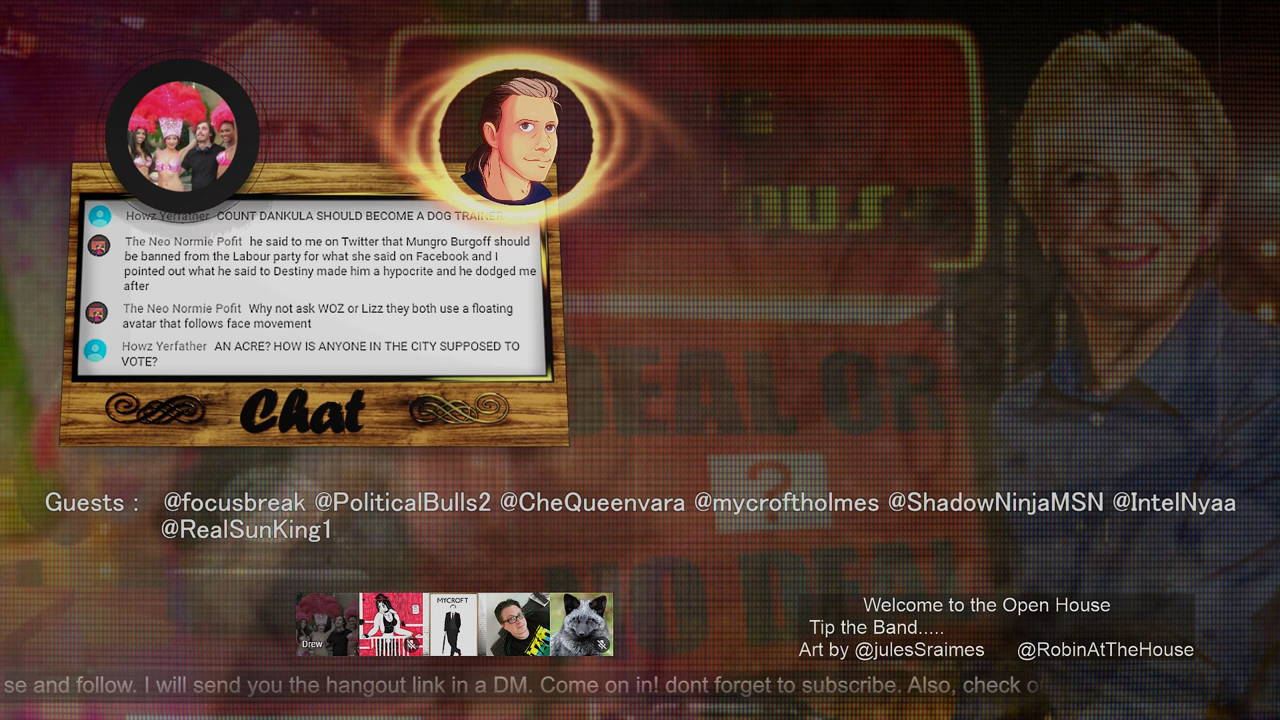 Howz Yerfather COUNT DANKULA SHOULD BECOME A DOG TRAINER
The Neo Normie Pofit he said to me on Twitter that Mungro Burgoff should
be banned from the Labour party for what she said on Facebook and I
pointed out what he said to Destiny made him a hypocrite and he dodged me
after
The Neo Normie Pofit Why not ask WOZ or Lizz they both use a floating
avatar that follows face movement
Howz Yerfather AN ACRE? HOW IS ANYONE IN THE CITY SUPPOSED TO
VOTE?
Chat
DEAL OR
?
NO DEAL
Guests : @focusbreak @PoliticalBulls2 @CheQueenvara @mycroftholmes @ShadowNinjaMSN @IntelNyaa
@RealSunKing1
Drew
MYCROFT
Welcome to the Open House
Tip the Band.....
Art by @julesSraimes @RobinAtTheHouse
se and follow. I will send you the hangout link in a DM. Come on in! dont forget to subscribe. Also, check o